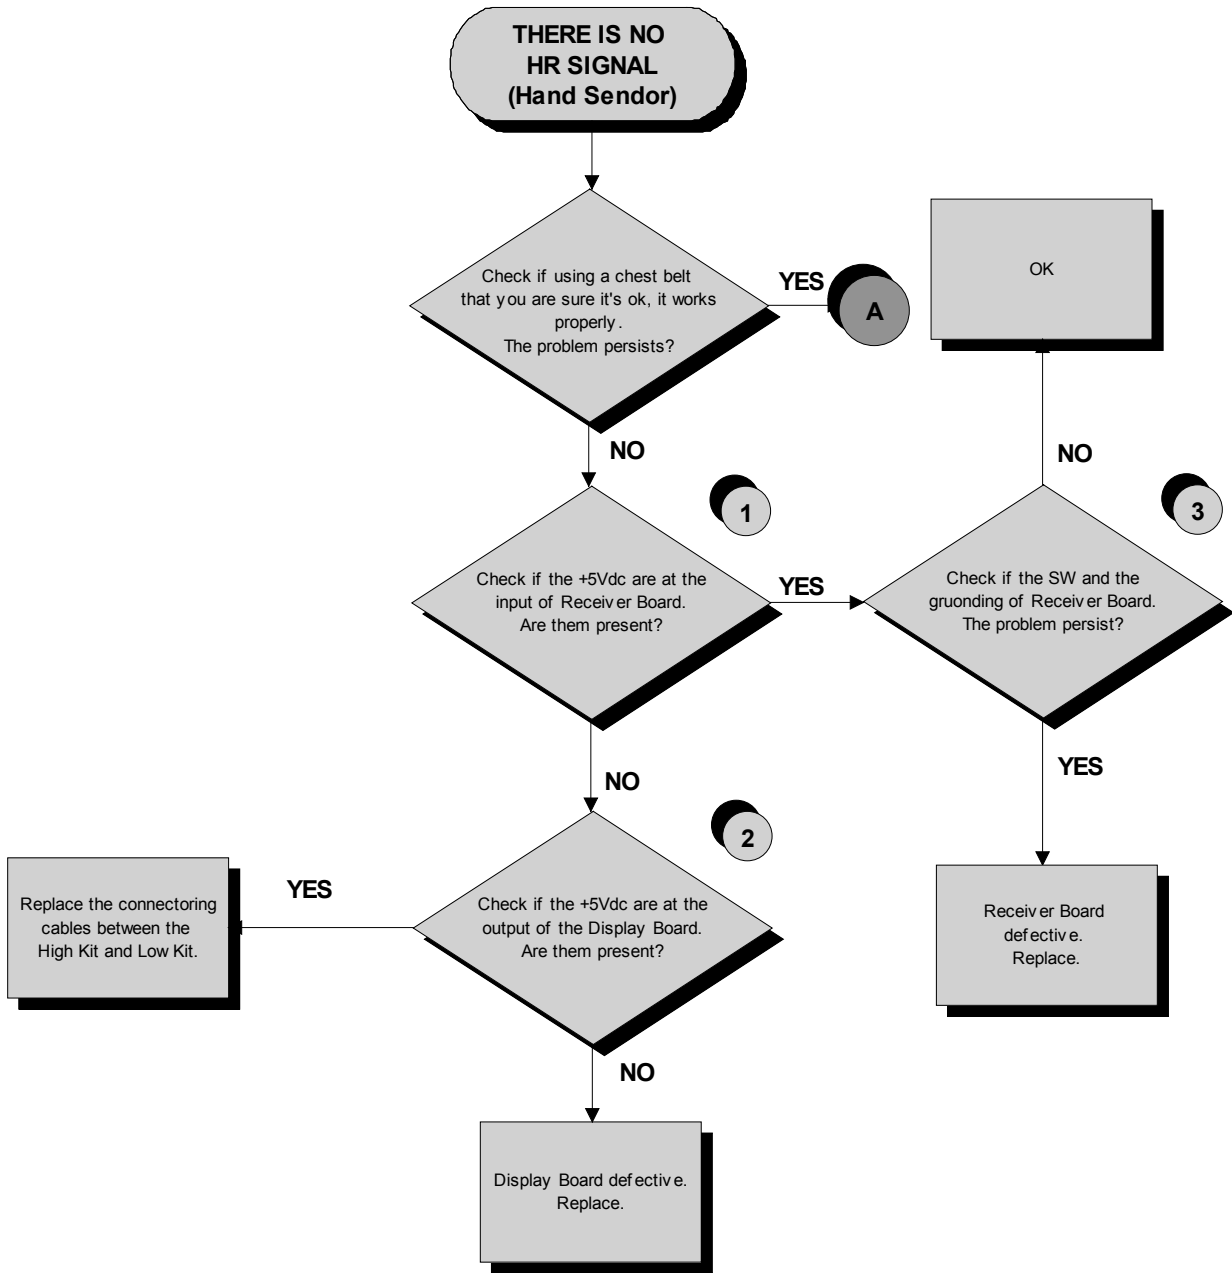 THERE IS NO
HR SIGNAL
(Hand Sendor)
Check if using a chest belt
that you are sure it's ok, it works
properly.
The problem persists?
YES
A
OK
NO
NO
1
3
Check if the +5Vdc are at the
input of Receiver Board.
Are them present?
YES
Check if the SW and the
gruonding of Receiver Board.
The problem persist?
NO
YES
2
Replace the connectoring
cables between the
High Kit and Low Kit.
YES
Check if the +5Vdc are at the
output of the Display Board.
Are them present?
Receiver Board
defective.
Replace.
NO
Display Board defective.
Replace.